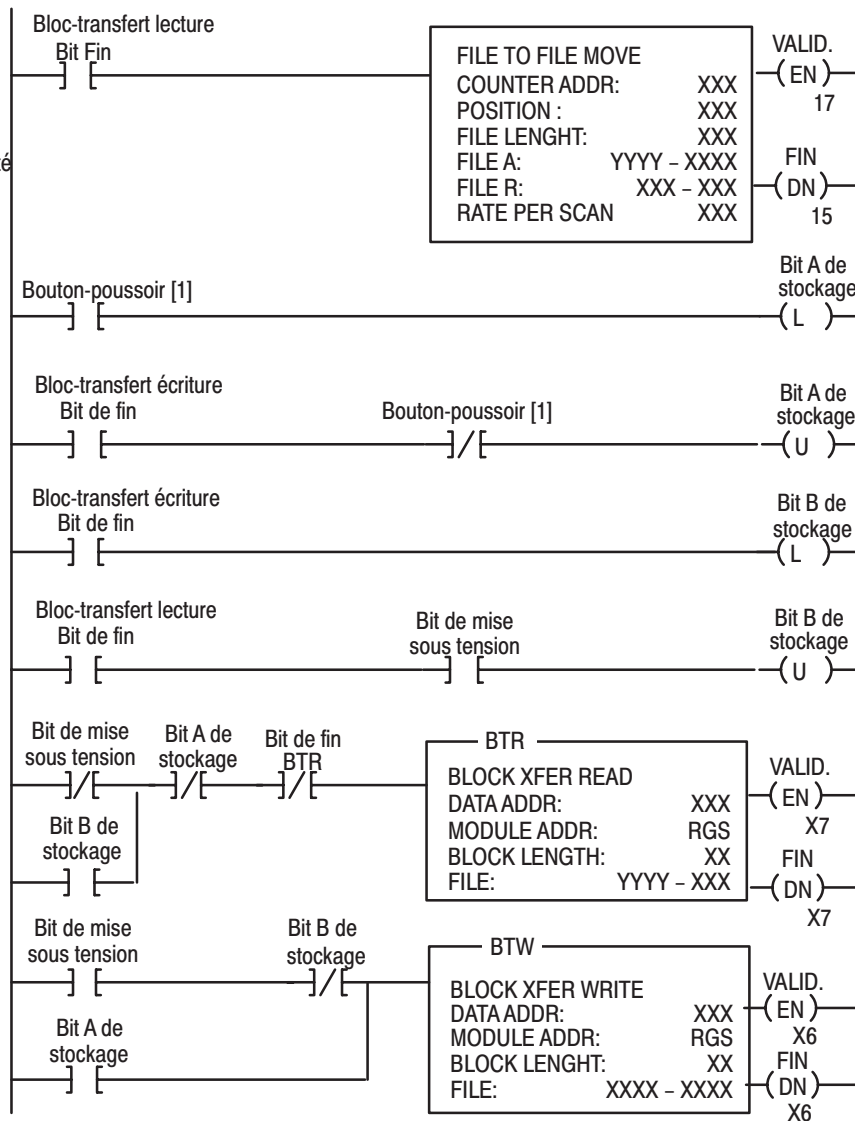 Bloc-transfert lecture
Bit Fin
FILE TO FILE MOVE
COUNTER ADDR: XXX
POSITION : XXX
FILE LENGHT: XXX
FILE A: YYYY – XXXX
FILE R: XXX – XXX
RATE PER SCAN XXX
VALID.
EN
17
FIN
DN
15
té
Bouton-poussoir [1]
Bit A de
stockage
L
Bloc-transfert écriture
Bit de fin
Bouton-poussoir [1]
Bit A de
stockage
U
Bloc-transfert écriture
Bit de fin
Bit B de
stockage
L
Bloc-transfert lecture
Bit de fin
Bit de mise
sous tension
Bit B de
stockage
U
Bit de mise
sous tension
Bit A de
stockage
Bit de fin
BTR
Bit B de
stockage
BTR
BLOCK XFER READ
DATA ADDR: XXX
MODULE ADDR: RGS
BLOCK LENGTH: XX
FILE: YYYY – XXX
VALID.
EN
X7
FIN
DN
X7
Bit de mise
sous tension
Bit B de
stockage
Bit A de
stockage
BTW
BLOCK XFER WRITE
DATA ADDR: XXX
MODULE ADDR: RGS
BLOCK LENGHT: XX
FILE: XXXX – XXXX
VALID.
EN
X6
FIN
DN
X6